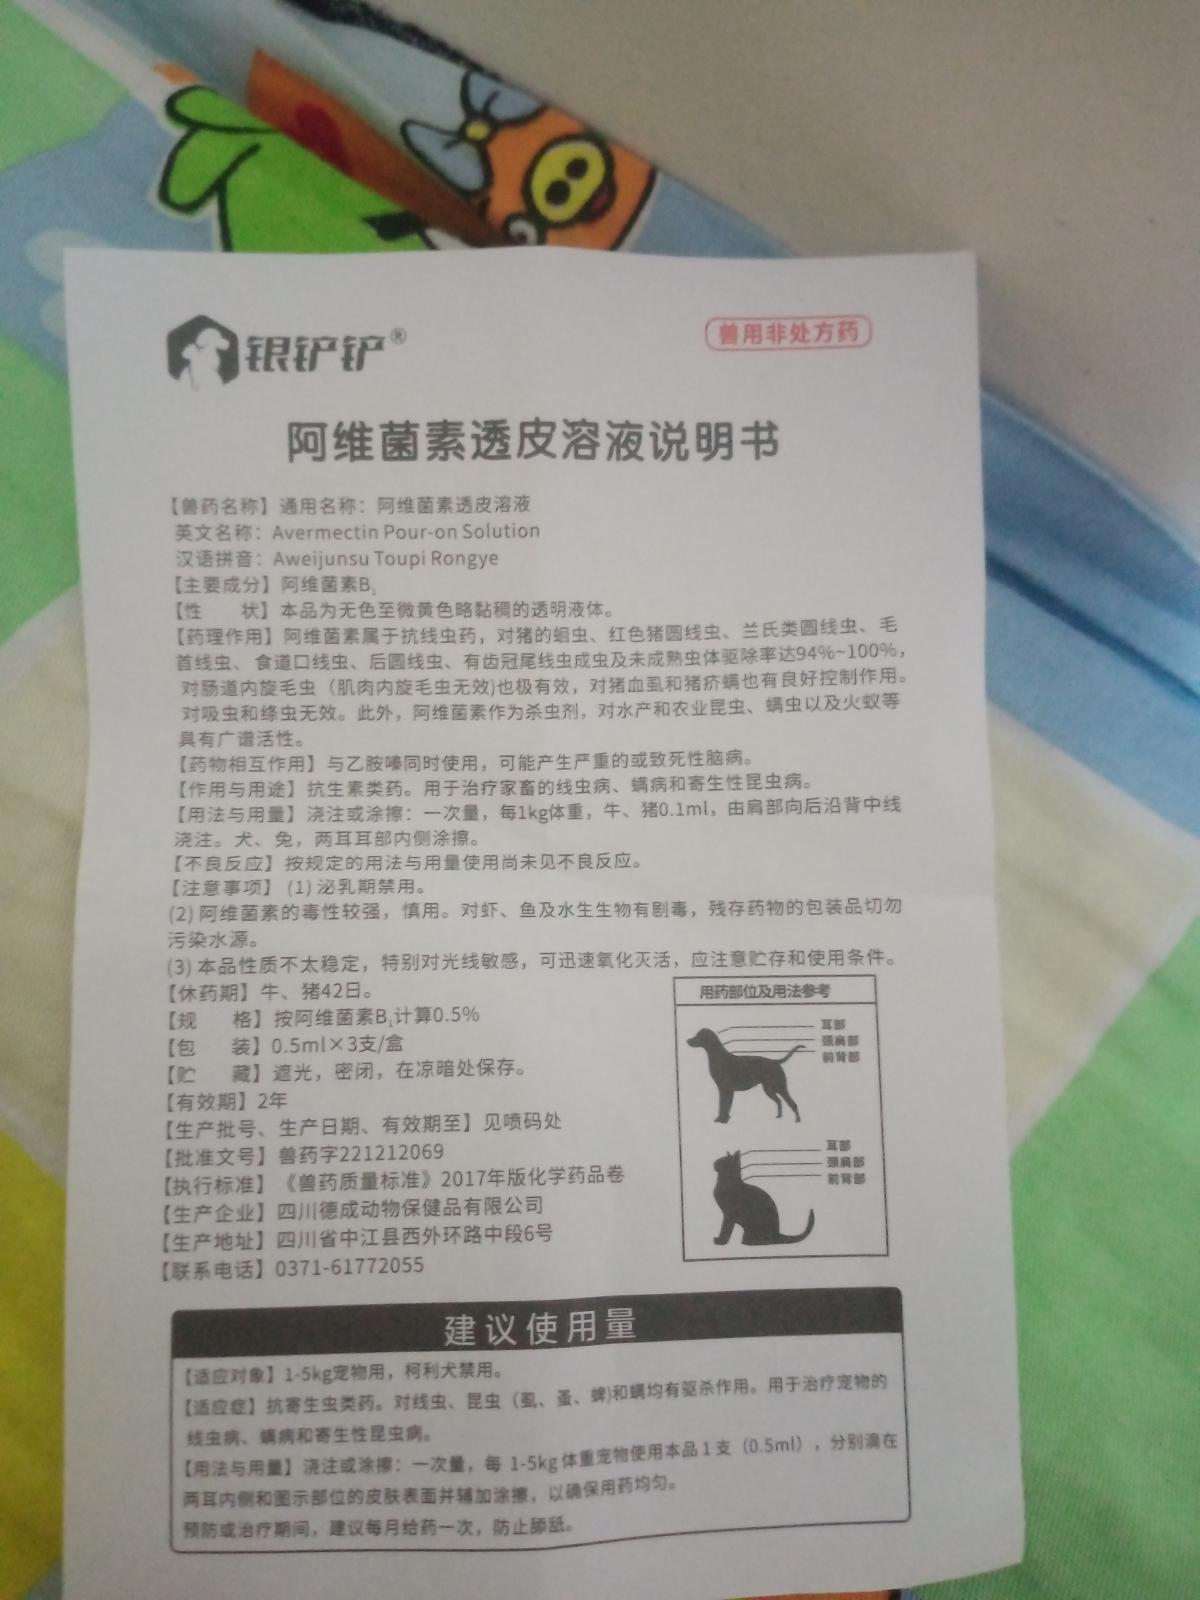 银铲铲®
兽用非处方药
阿维菌素透皮溶液说明书
【兽药名称】通用名称：阿维菌素透皮溶液
英文名称：Avermectin Pour-on Solution
汉语拼音：Aweijunsu Toupi Rongye
【主要成分】阿维菌素B₁
【性　　状】本品为无色至微黄色略黏稠的透明液体。
【药理作用】阿维菌素属于抗线虫药，对猪的蛔虫、红色猪圆线虫、兰氏类圆线虫、毛
首线虫、食道口线虫、后圆线虫、有齿冠尾线虫成虫及未成熟虫体驱除率达94%~100%，
对肠道内旋毛虫（肌肉内旋毛虫无效)也极有效，对猪血虱和猪疥螨也有良好控制作用。
对吸虫和绦虫无效。此外，阿维菌素作为杀虫剂，对水产和农业昆虫、螨虫以及火蚁等
具有广谱活性。
【药物相互作用】与乙胺嗪同时使用，可能产生严重的或致死性脑病。
【作用与用途】抗生素类药。用于治疗家畜的线虫病、螨病和寄生性昆虫病。
【用法与用量】浇注或涂擦：一次量，每1kg体重，牛、猪0.1ml，由肩部向后沿背中线
浇注。犬、兔，两耳耳部内侧涂擦。
【不良反应】按规定的用法与用量使用尚未见不良反应。
【注意事项】(1) 泌乳期禁用。
(2) 阿维菌素的毒性较强，慎用。对虾、鱼及水生生物有剧毒，残存药物的包装品切勿
污染水源。
(3) 本品性质不太稳定，特别对光线敏感，可迅速氧化灭活，应注意贮存和使用条件。
【休药期】牛、猪42日。
【规　　格】按阿维菌素B₁计算0.5%
【包　　装】0.5ml×3支/盒
【贮　　藏】遮光，密闭，在凉暗处保存。
【有效期】2年
【生产批号、生产日期、有效期至】见喷码处
【批准文号】兽药字221212069
【执行标准】《兽药质量标准》2017年版化学药品卷
【生产企业】四川德成动物保健品有限公司
【生产地址】四川省中江县西外环路中段6号
【联系电话】0371-61772055
用药部位及用法参考
耳部
颈肩部
前背部
耳部
颈肩部
前背部
建议使用量
【适应对象】1-5kg宠物用，柯利犬禁用。
【适应症】抗寄生虫类药。对线虫、昆虫（虱、蚤、蜱)和螨均有驱杀作用。用于治疗宠物的
线虫病、螨病和寄生性昆虫病。
【用法与用量】浇注或涂擦：一次量，每 1-5kg 体重宠物使用本品 1 支（0.5ml），分别滴在
两耳内侧和图示部位的皮肤表面并辅加涂擦，以确保用药均匀。
预防或治疗期间，建议每月给药一次，防止舔舐。